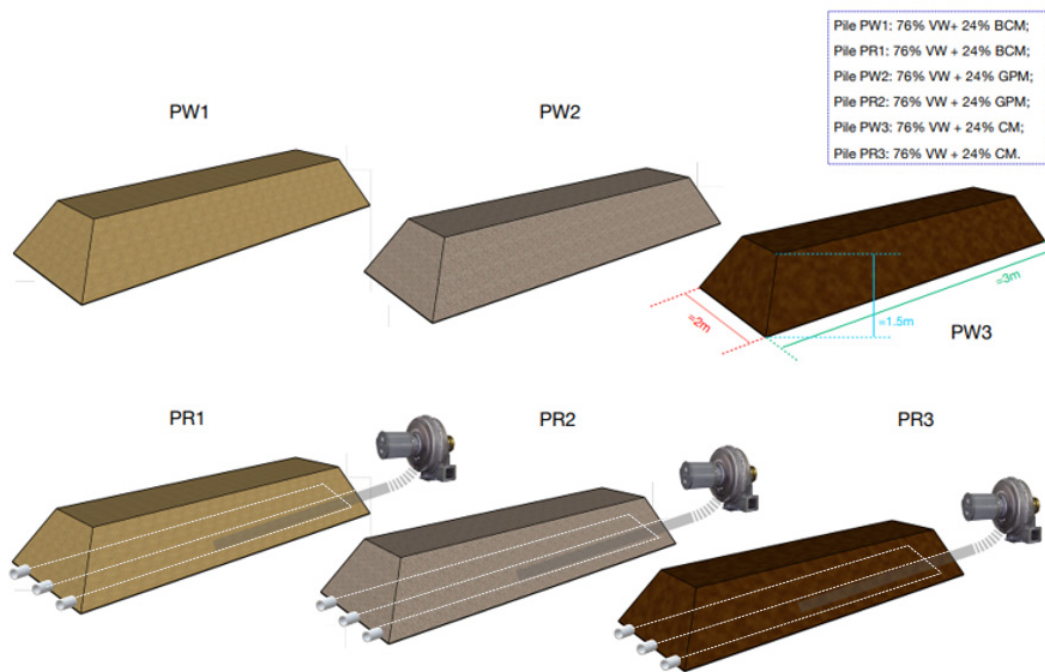 Pile PW1: 76% VW+ 24% BCM;
Pile PR1: 76% VW + 24% BCM;
Pile PW2: 76% VW + 24% GPM;
Pile PR2: 76% VW + 24% GPM;
Pile PW3: 76% VW + 24% CM;
Pile PR3: 76% VW + 24% CM.
PW1
PW2
=2m
=1.5m
=3m
PW3
PR1
PR2
PR3